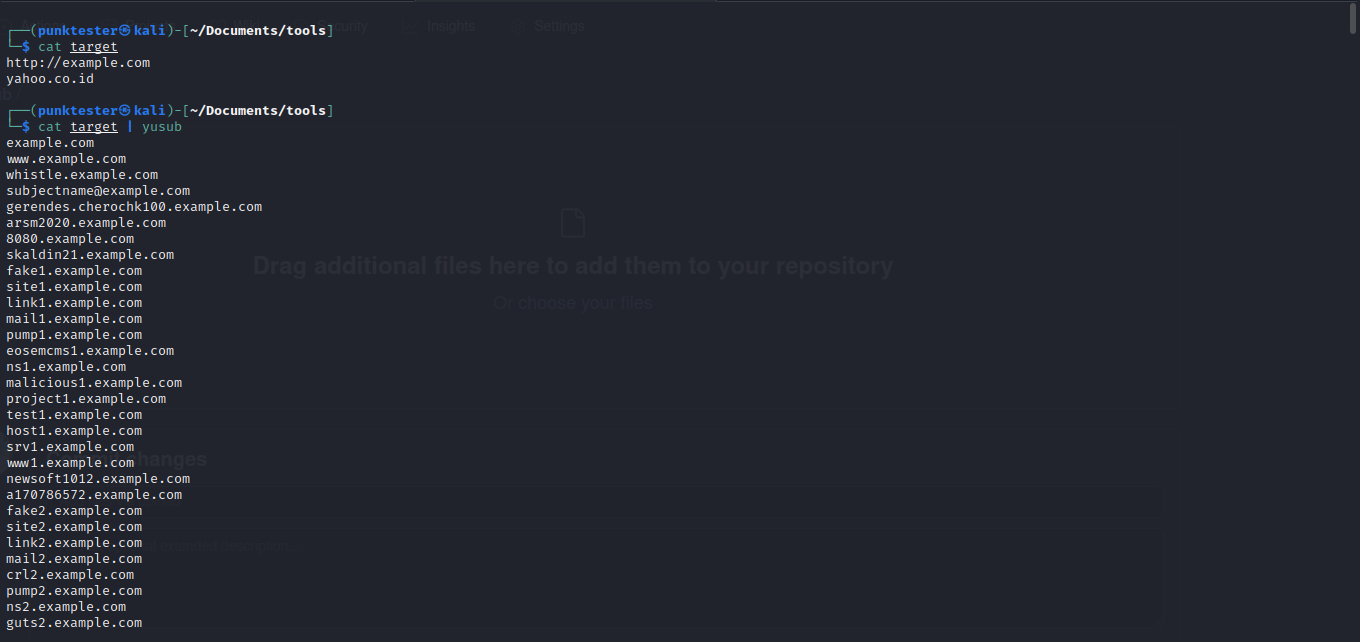 Security Insights Settings
┌──(punktester㉿kali)-[~/Documents/tools]
└─$ cat target
http://example.com
yahoo.co.id
┌──(punktester㉿kali)-[~/Documents/tools]
└─$ cat target | yusub
example.com
www.example.com
whistle.example.com
subjectname@example.com
gerendes.cherochk100.example.com
arsm2020.example.com
8080.example.com
skaldin21.example.com
Drag additional files here to add them to your repository
fake1.example.com
site1.example.com
link1.example.com
Or choose your files
mail1.example.com
pump1.example.com
eosemcms1.example.com
ns1.example.com
malicious1.example.com
project1.example.com
test1.example.com
host1.example.com
srv1.example.com
changes
www1.example.com
newsoft1012.example.com
a170786572.example.com
fake2.example.com
site2.example.com
link2.example.com
extended description
mail2.example.com
crl2.example.com
pump2.example.com
ns2.example.com
guts2.example.com